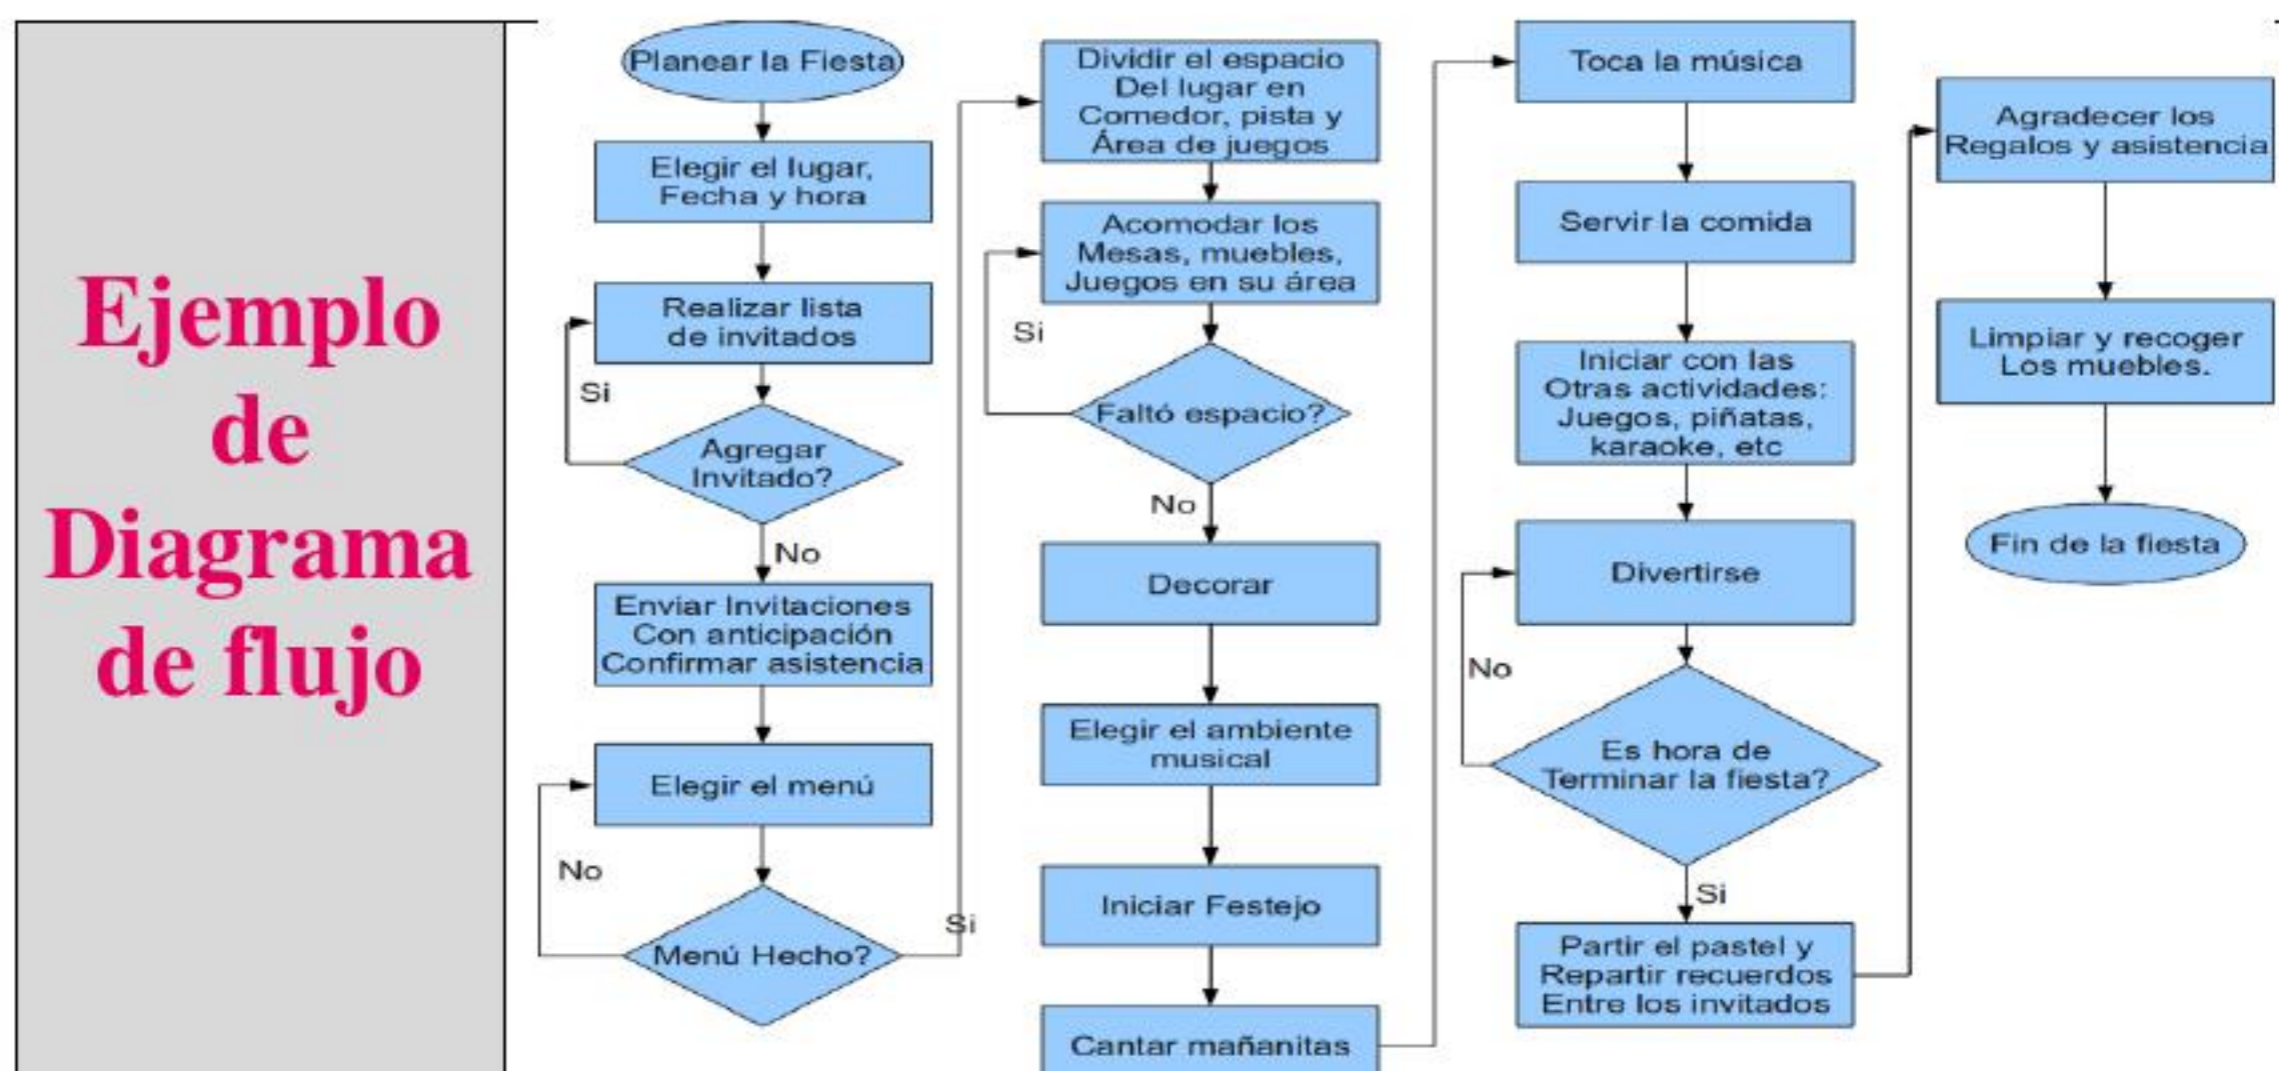 Ejemplo
de
Diagrama
de flujo
Planear la Fiesta
Elegir el lugar,
Fecha y hora
Realizar lista
de invitados
Si
Agregar
Invitado?
No
Enviar Invitaciones
Con anticipación
Confirmar asistencia
Elegir el menú
No
Menú Hecho?
Si
Dividir el espacio
Del lugar en
Comedor, pista y
Área de juegos
Acomodar los
Mesas, muebles,
Juegos en su área
Si
Faltó espacio?
No
Decorar
Elegir el ambiente
musical
Iniciar Festejo
Cantar mañanitas
Toca la música
Servir la comida
Iniciar con las
Otras actividades:
Juegos, piñatas,
karaoke, etc
Divertirse
No
Es hora de
Terminar la fiesta?
Si
Partir el pastel y
Repartir recuerdos
Entre los invitados
Agradecer los
Regalos y asistencia
Limpiar y recoger
Los muebles.
Fin de la fiesta